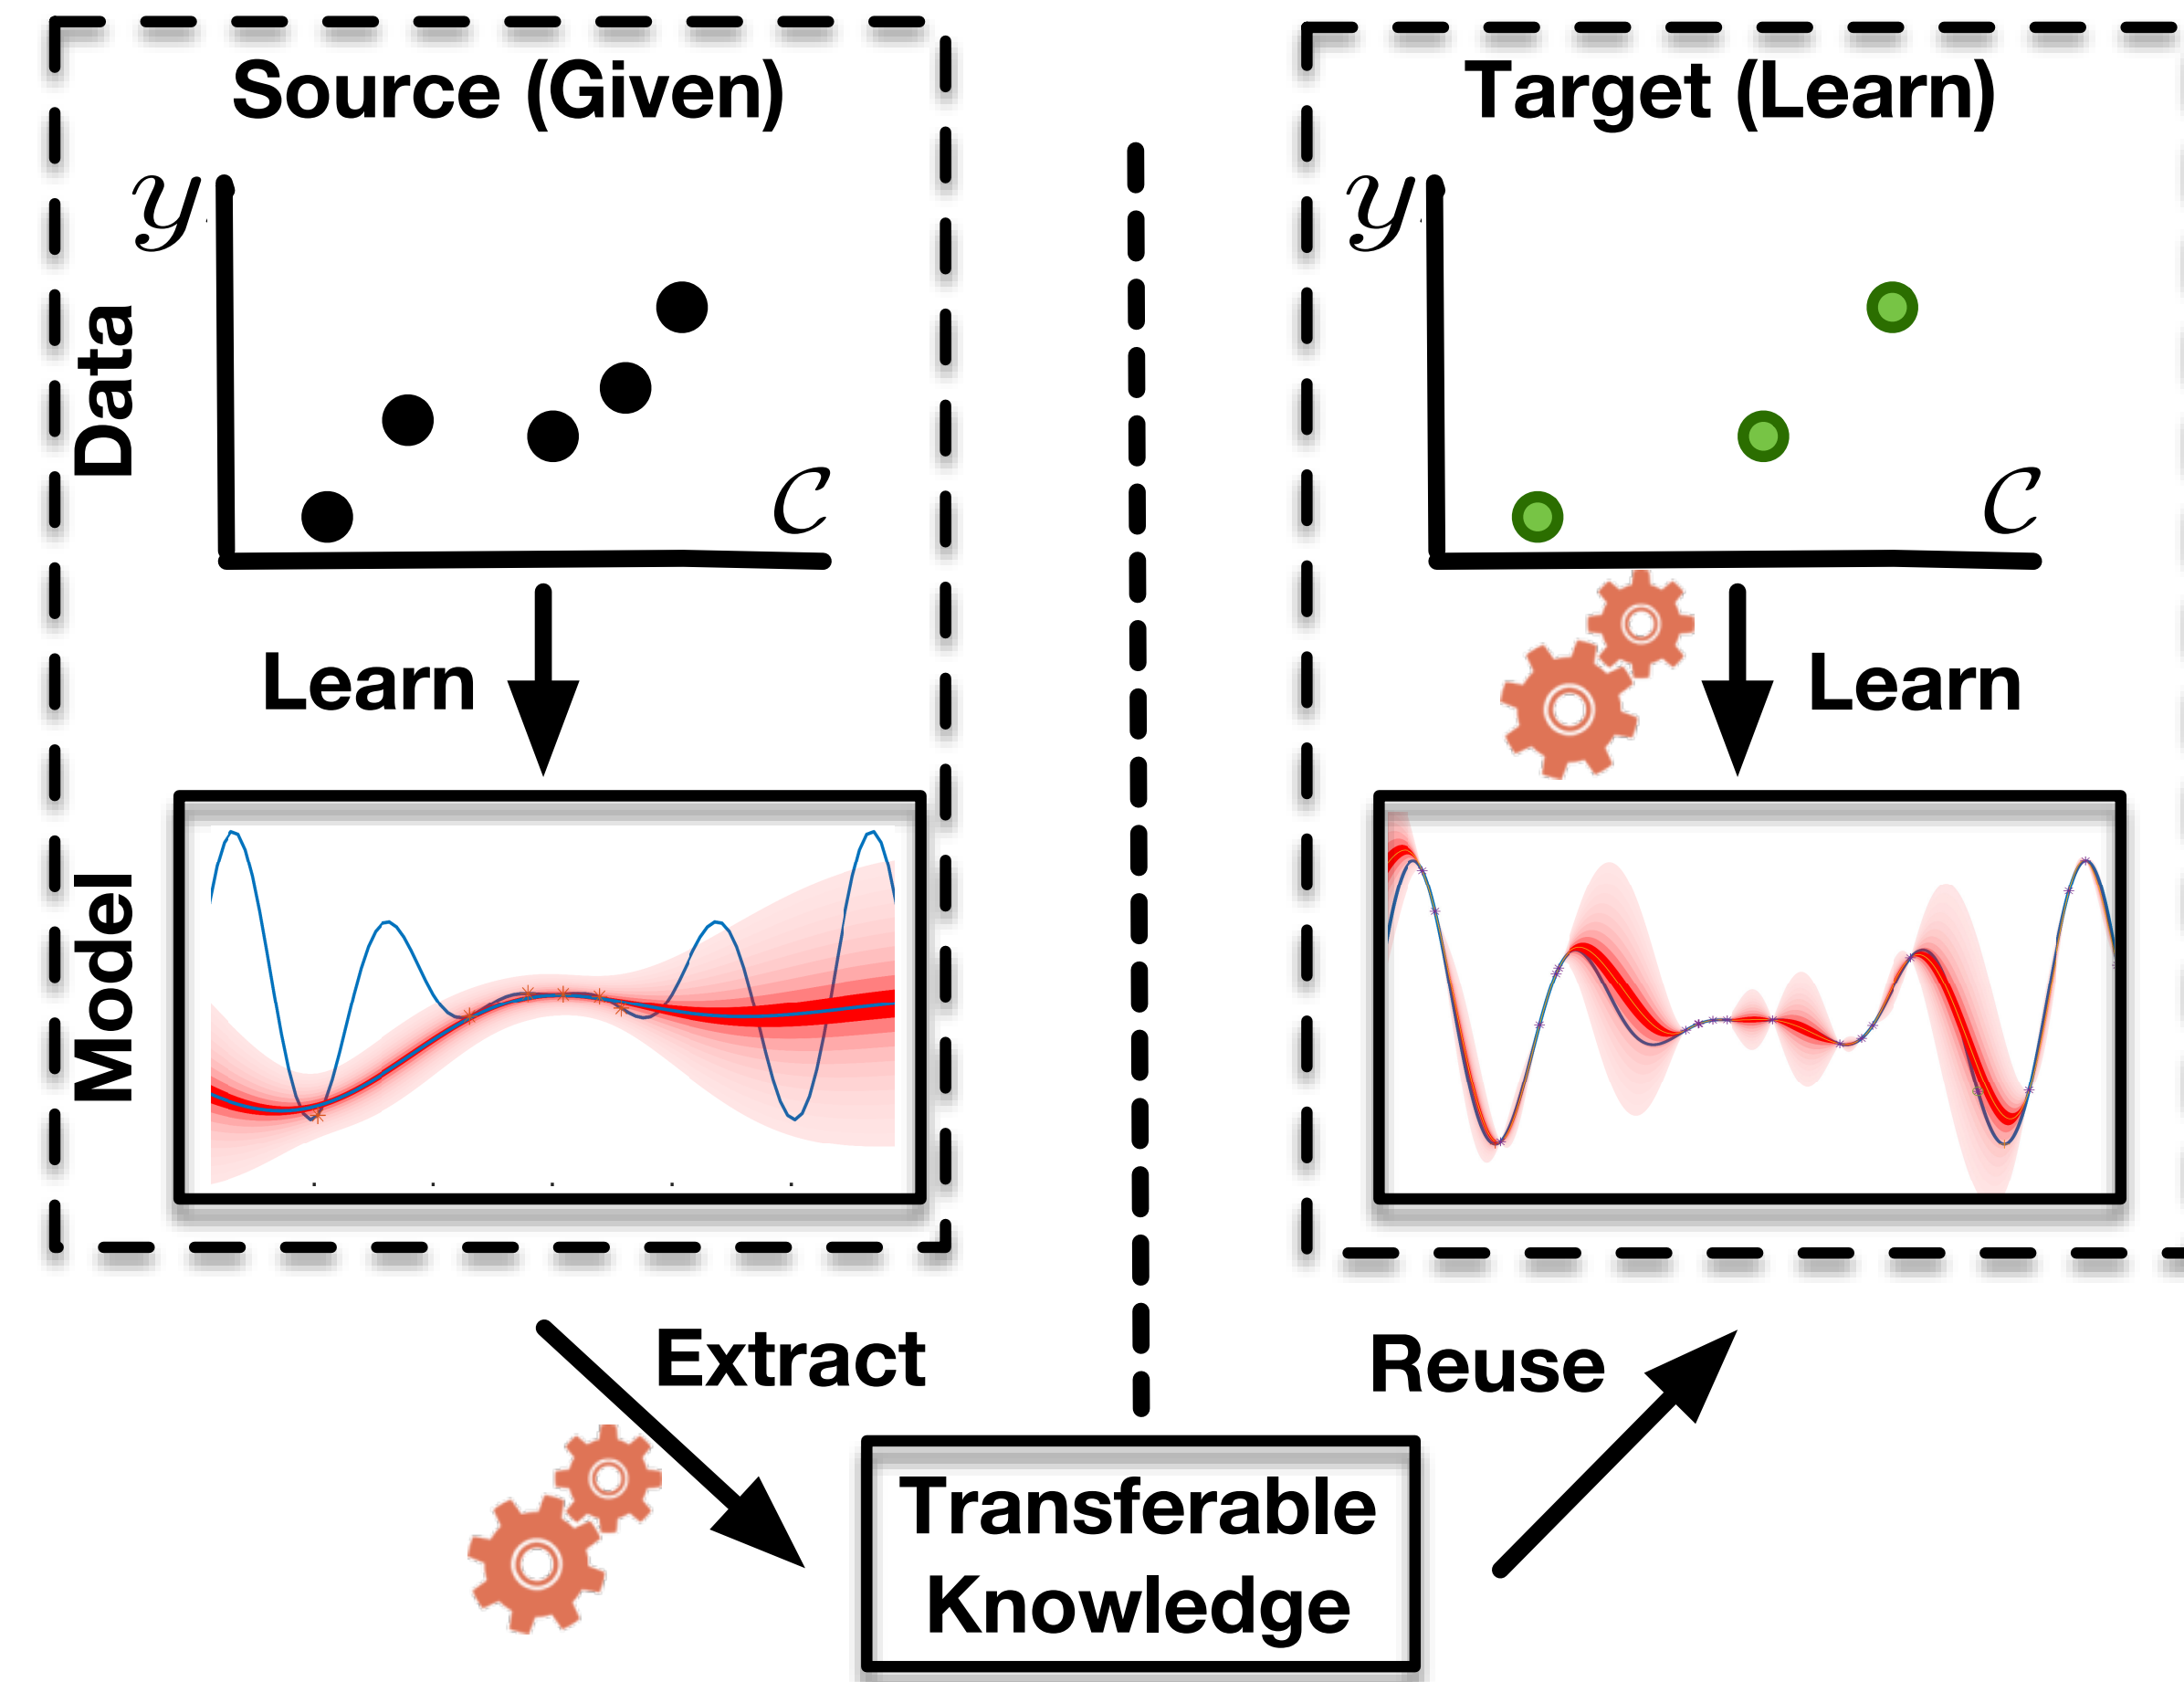 Source (Given)
Target (Learn)
y
y
Data
C
C
Learn
Learn
Model
Extract
Reuse
Transferable
Knowledge